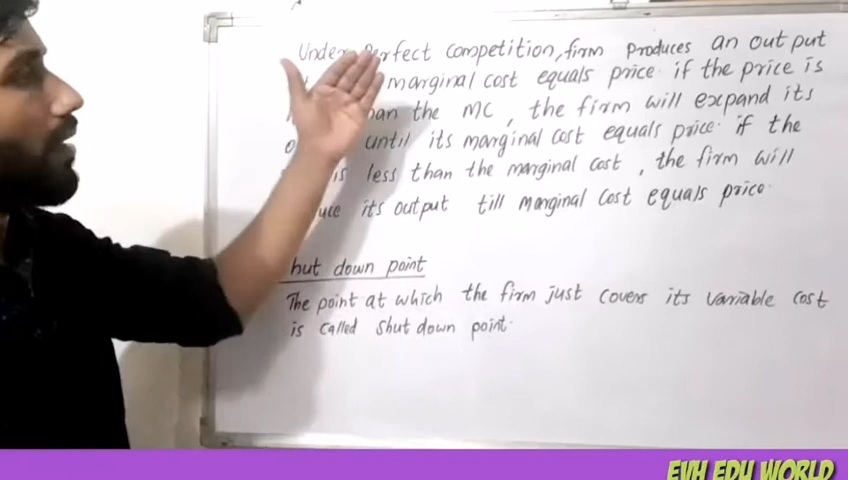 Under Perfect competition, firm produces an output
marginal cost equals price. if the price is
than the MC, the firm will expand its
until its marginal cost equals price. if the
is less than the marginal cost, the firm will
its output till marginal cost equals price.
hut down point
The point at which the firm just covers its variable cost
is called shut down point.
EVH EDU WORLD